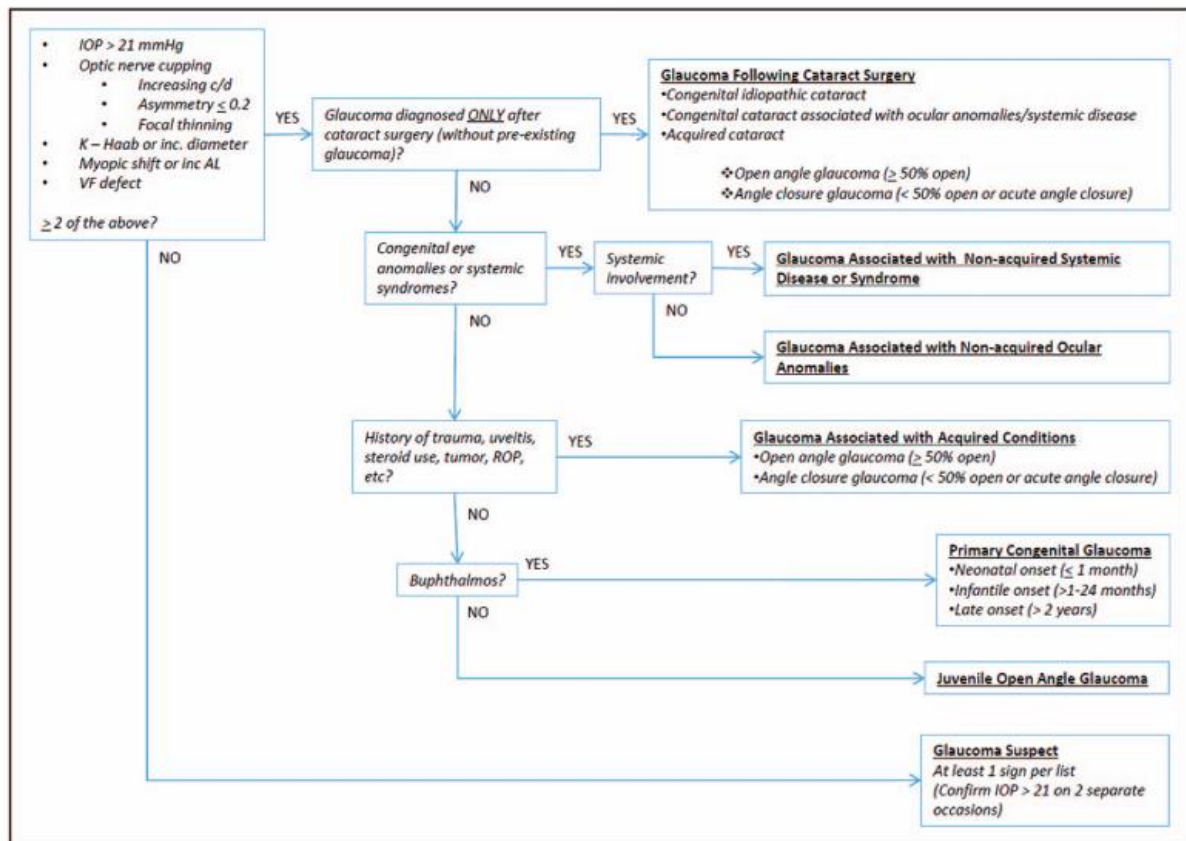 • IOP > 21 mmHg
• Optic nerve cupping
• Increasing c/d
• Asymmetry ≤ 0.2
• Focal thinning
• K – Haab or inc. diameter
• Myopic shift or inc AL
• VF defect
≥ 2 of the above?
YES
NO
Glaucoma diagnosed ONLY after
cataract surgery (without pre-existing
glaucoma)?
YES
NO
Glaucoma Following Cataract Surgery
•Congenital idiopathic cataract
•Congenital cataract associated with ocular anomalies/systemic disease
•Acquired cataract
❖Open angle glaucoma (≥ 50% open)
❖Angle closure glaucoma (< 50% open or acute angle closure)
Congenital eye
anomalies or systemic
syndromes?
YES
NO
Systemic
Involvement?
YES
NO
Glaucoma Associated with Non-acquired Systemic
Disease or Syndrome
Glaucoma Associated with Non-acquired Ocular
Anomalies
History of trauma, uveitis,
steroid use, tumor, ROP,
etc?
YES
NO
Glaucoma Associated with Acquired Conditions
•Open angle glaucoma (≥ 50% open)
•Angle closure glaucoma (< 50% open or acute angle closure)
Buphthalmos?
YES
NO
Primary Congenital Glaucoma
•Neonatal onset (≤ 1 month)
•Infantile onset (>1-24 months)
•Late onset (> 2 years)
Juvenile Open Angle Glaucoma
Glaucoma Suspect
At least 1 sign per list
(Confirm IOP > 21 on 2 separate
occasions)